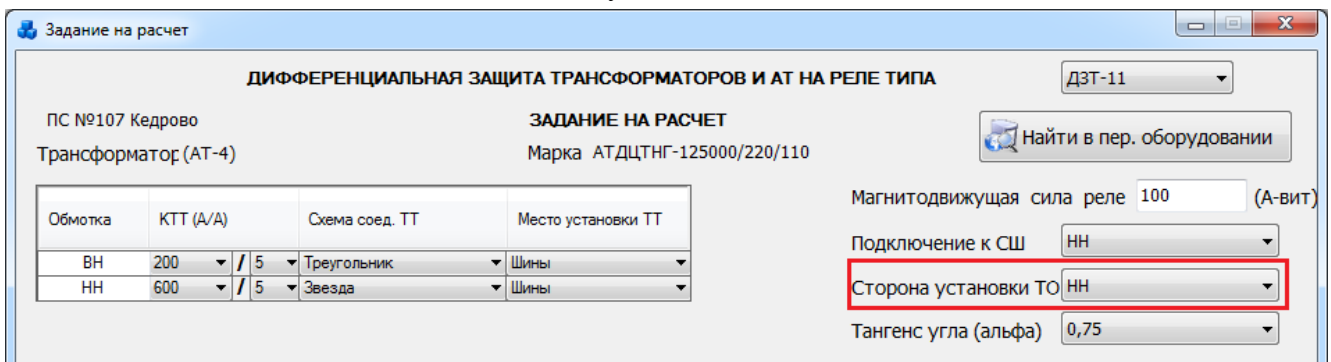 Задание на расчет
ДИФФЕРЕНЦИАЛЬНАЯ ЗАЩИТА ТРАНСФОРМАТОРОВ И АТ НА РЕЛЕ ТИПА ДЗТ-11
ПС №107 Кедрово ЗАДАНИЕ НА РАСЧЕТ
Найти в пер. оборудовании
Трансформатор (АТ-4) Марка АТДЦТНГ-125000/220/110
Магнитодвижущая сила реле 100 (А-вит)
Обмотка КТТ (А/А) Схема соед. ТТ Место установки ТТ
Подключение к СШ НН
ВН 200 / 5 Треугольник Шины
НН 600 / 5 Звезда Шины
Сторона установки ТО НН
Тангенс угла (альфа) 0,75